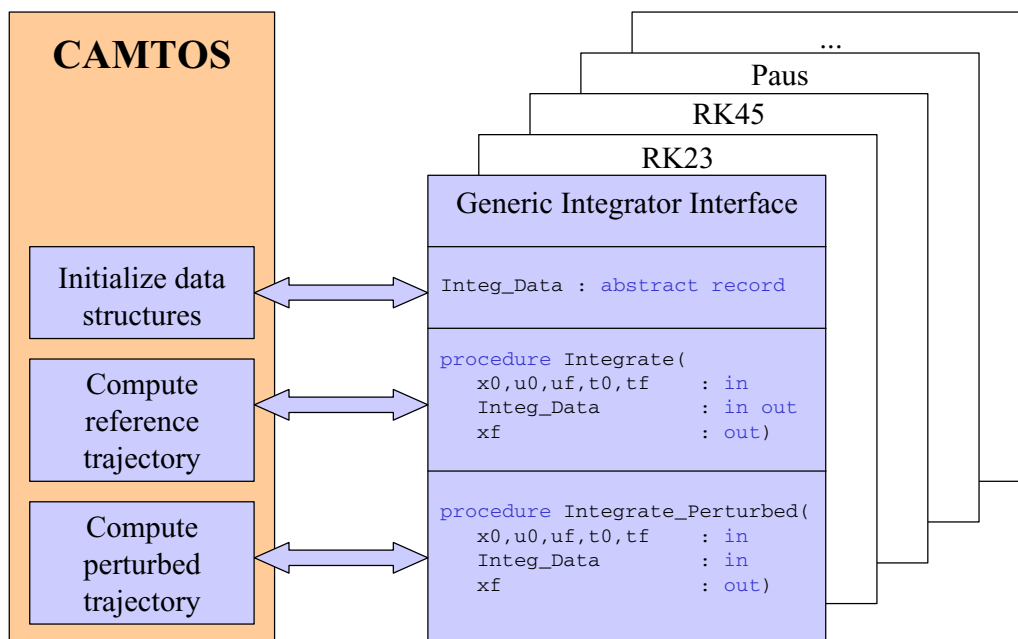 CAMTOS
Initialize data
structures
Compute
reference
trajectory
Compute
perturbed
trajectory
...
Paus
RK45
RK23
Generic Integrator Interface
Integ_Data : abstract record
procedure Integrate(
x0,u0,uf,t0,tf : in
Integ_Data : in out
xf : out)
procedure Integrate_Perturbed(
x0,u0,uf,t0,tf : in
Integ_Data : in
xf : out)